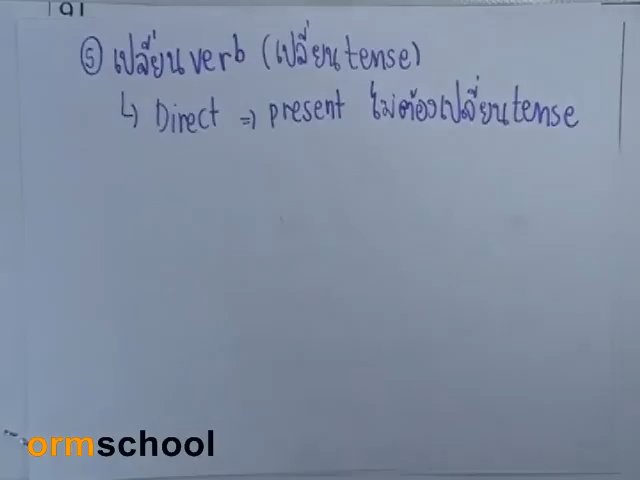 ⑤ เปลี่ยน verb (เปลี่ยน tense)
↳ Direct ⇒ present ไม่ต้องเปลี่ยน tense
ormschool